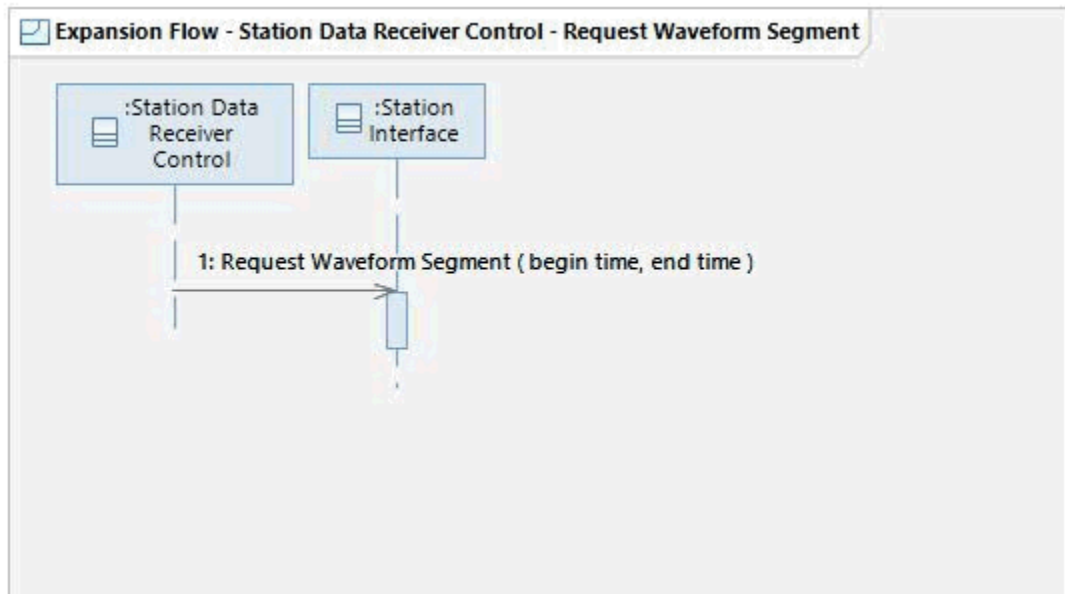 Expansion Flow - Station Data Receiver Control - Request Waveform Segment
:Station Data
Receiver
Control
:Station
Interface
1: Request Waveform Segment ( begin time, end time )